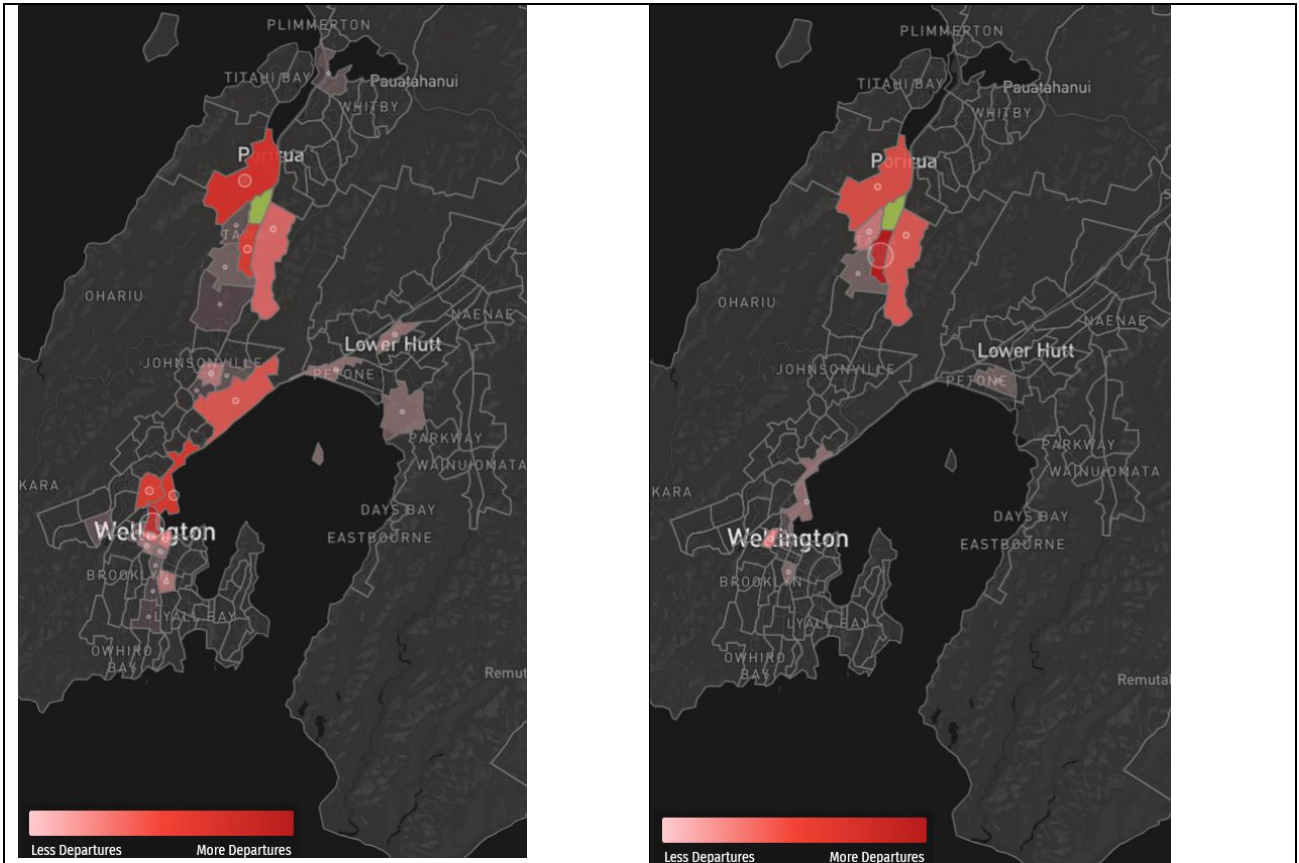 PLIMMERTON
TITAHI BAY
Pauatahanui
WHITBY
Porirua
TAWA
OHARIU
NAENAE
Lower Hutt
JOHNSONVILLE
PETONE
PARKWAY
WAINUIOMATA
KARA
DAYS BAY
Wellington
EASTBOURNE
BROOKLYN
LYALL BAY
OWHIRO
BAY
Remut
Less Departures
More Departures
PLIMMERTON
TITAHI BAY
Pauatahanui
WHITBY
Porirua
S
TAWA
OHARIU
NAENAE
Lower Hutt
JOHNSONVILLE
PETONE
PARKWAY
WAINUIOMATA
KARA
DAYS BAY
Wellington
EASTBOURNE
BROOKLYN
LYALL BAY
OWHIRO
BAY
Remutal
Less Departures
More Departures